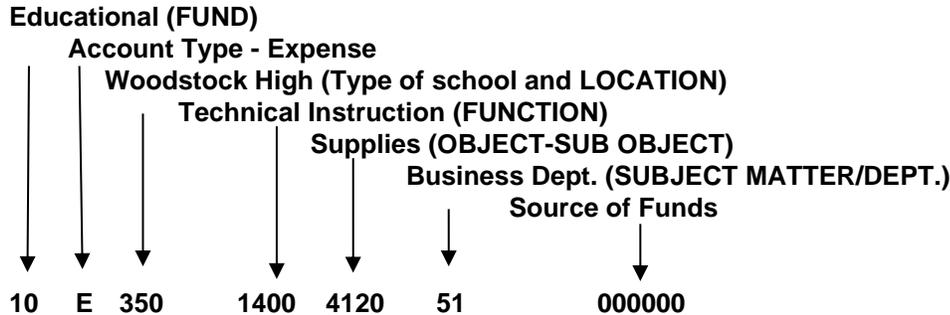 Educational (FUND)
Account Type - Expense
Woodstock High (Type of school and LOCATION)
Technical Instruction (FUNCTION)
Supplies (OBJECT-SUB OBJECT)
Business Dept. (SUBJECT MATTER/DEPT.)
Source of Funds
10 E 350 1400 4120 51 000000